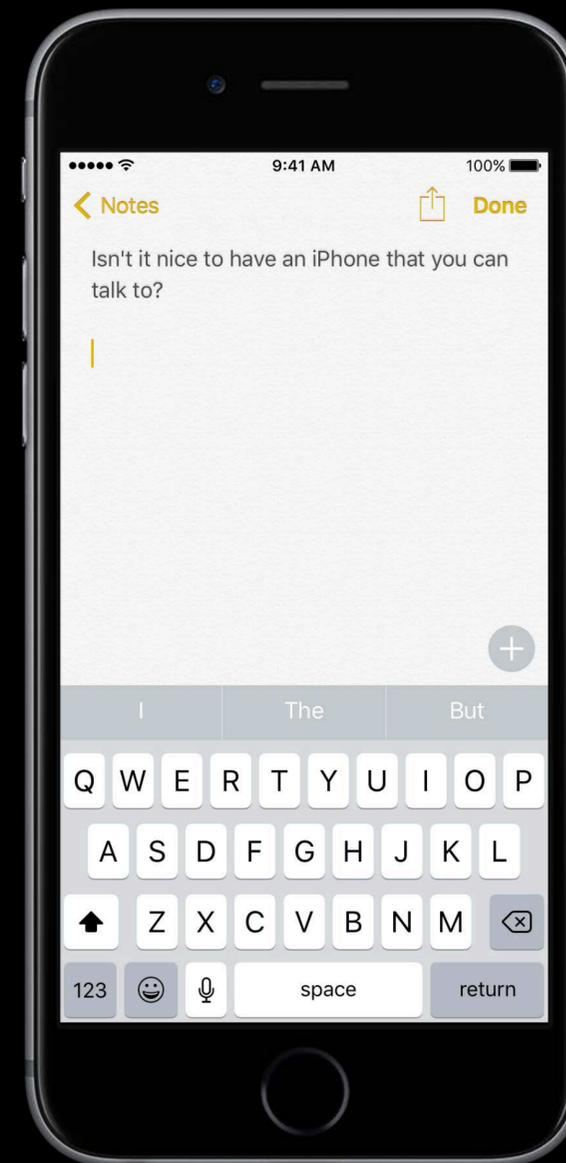 9:41 AM 100%
Notes Done
Isn't it nice to have an iPhone that you can
talk to?
I The But
Q W E R T Y U I O P
A S D F G H J K L
Z X C V B N M
123 space return